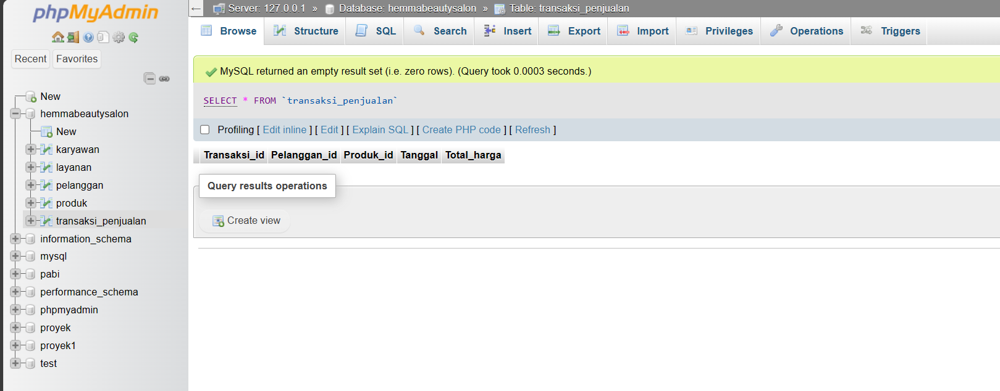 phpMyAdmin
Recent Favorites
New
hemmabeautysalon
New
karyawan
layanan
pelanggan
produk
transaksi_penjualan
information_schema
mysql
pabi
performance_schema
phpmyadmin
proyek
proyek1
test
← Server: 127.0.0.1 » Database: hemmabeautysalon » Table: transaksi_penjualan
Browse Structure SQL Search Insert Export Import Privileges Operations Triggers
MySQL returned an empty result set (i.e. zero rows). (Query took 0.0003 seconds.)
SELECT * FROM `transaksi_penjualan`
Profiling [ Edit inline ] [ Edit ] [ Explain SQL ] [ Create PHP code ] [ Refresh ]
Transaksi_id Pelanggan_id Produk_id Tanggal Total_harga
Query results operations
Create view